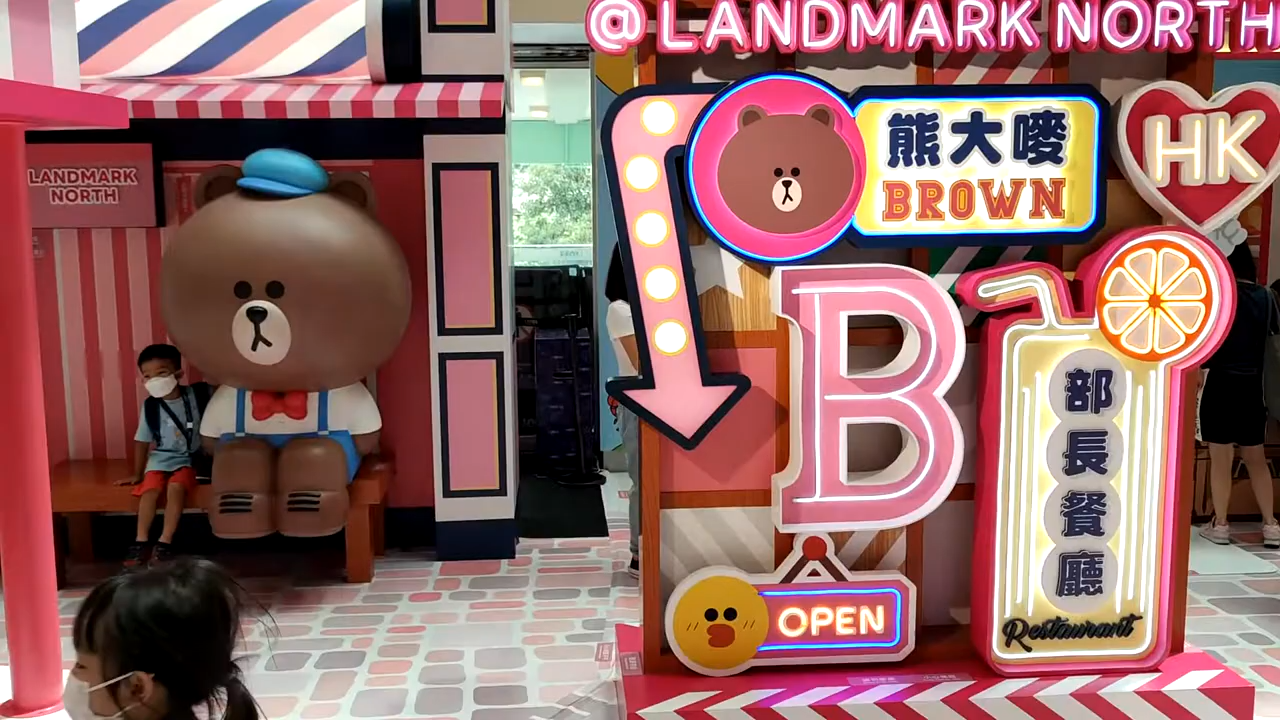 @ LANDMARK NORTH
熊大嘜
BROWN
HK
LANDMARK
NORTH
B
部
長
餐
廳
Restaurant
OPEN